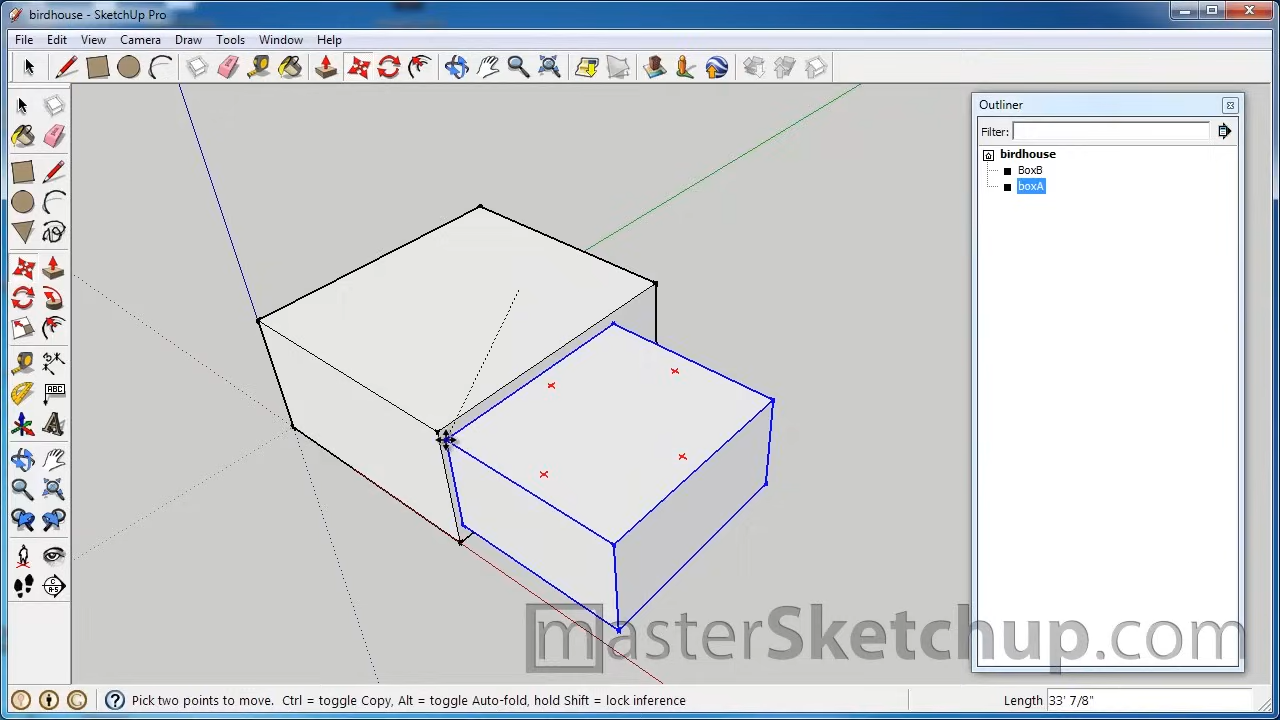 birdhouse - SketchUp Pro
File Edit View Camera Draw Tools Window Help
Outliner
Filter:
birdhouse
BoxB
boxA
ABC
C
A-5
masterSketchup.com
Pick two points to move. Ctrl = toggle Copy, Alt = toggle Auto-fold, hold Shift = lock inference
Length 33' 7/8"